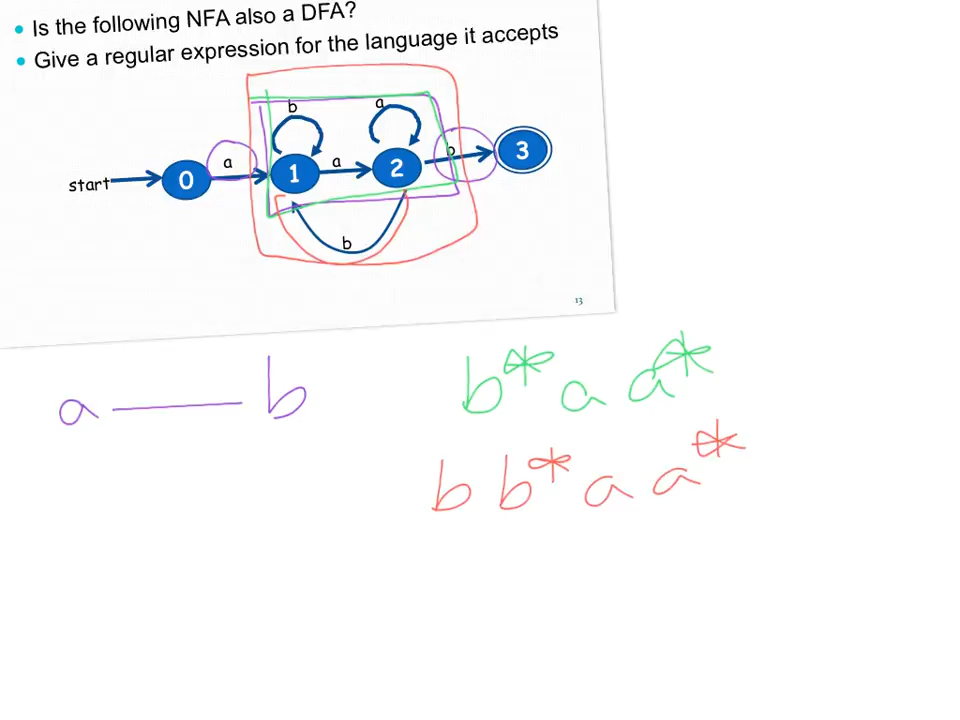 • Is the following NFA also a DFA?
• Give a regular expression for the language it accepts
b a
a a b
start 0 1 2 3
b
13
a — b b* a a*
b b* a a*